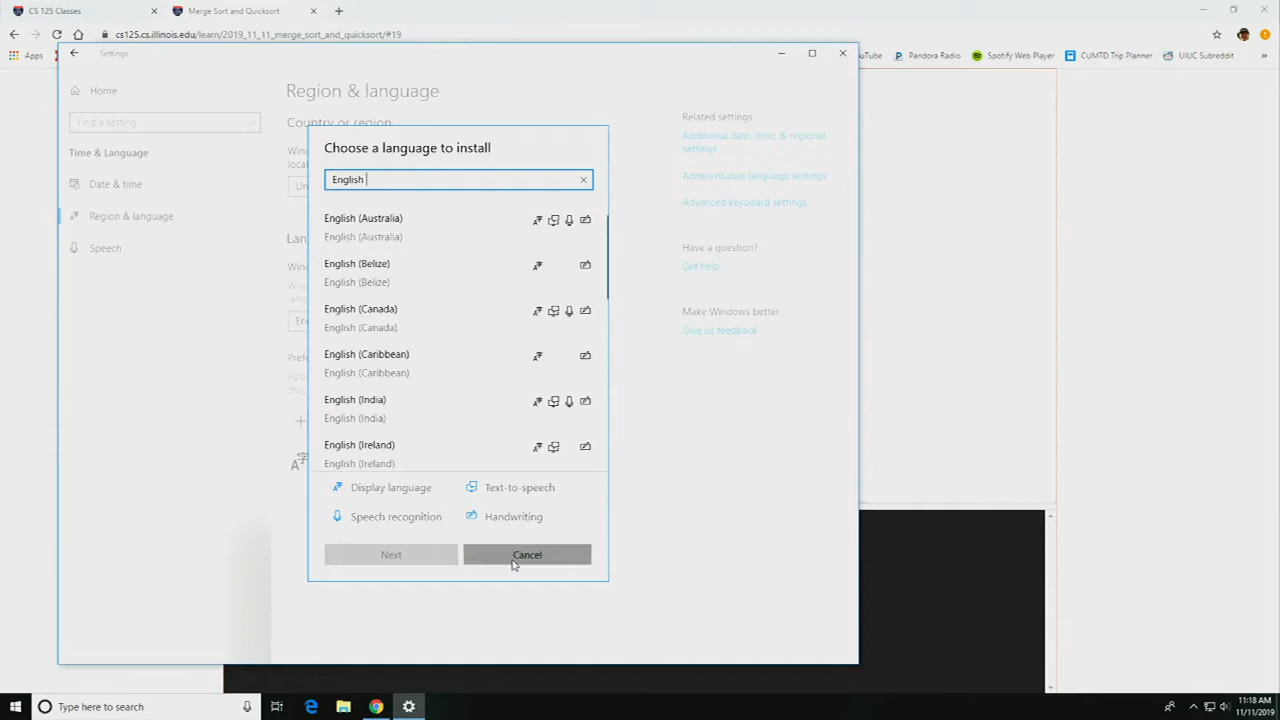 CS 125 Classes
Merge Sort and Quicksort
cs125.cs.illinois.edu/learn/2019_11_11_merge_sort_and_quicksort/#19
Apps
YouTube
Pandora Radio
Spotify Web Player
CUMTD Trip Planner
UIUC Subreddit
Settings
Home
Find a setting
Time & Language
Date & time
Region & language
Speech
Region & language
Country or region
Related settings
Additional date, time, & regional
settings
Administrative language settings
Advanced keyboard settings
Have a question?
Get help
Make Windows better
Give us feedback
Choose a language to install
English
English (Australia)
English (Australia)
English (Belize)
English (Belize)
English (Canada)
English (Canada)
English (Caribbean)
English (Caribbean)
English (India)
English (India)
English (Ireland)
English (Ireland)
Display language
Text-to-speech
Speech recognition
Handwriting
Next
Cancel
Type here to search
11:18 AM
11/11/2019